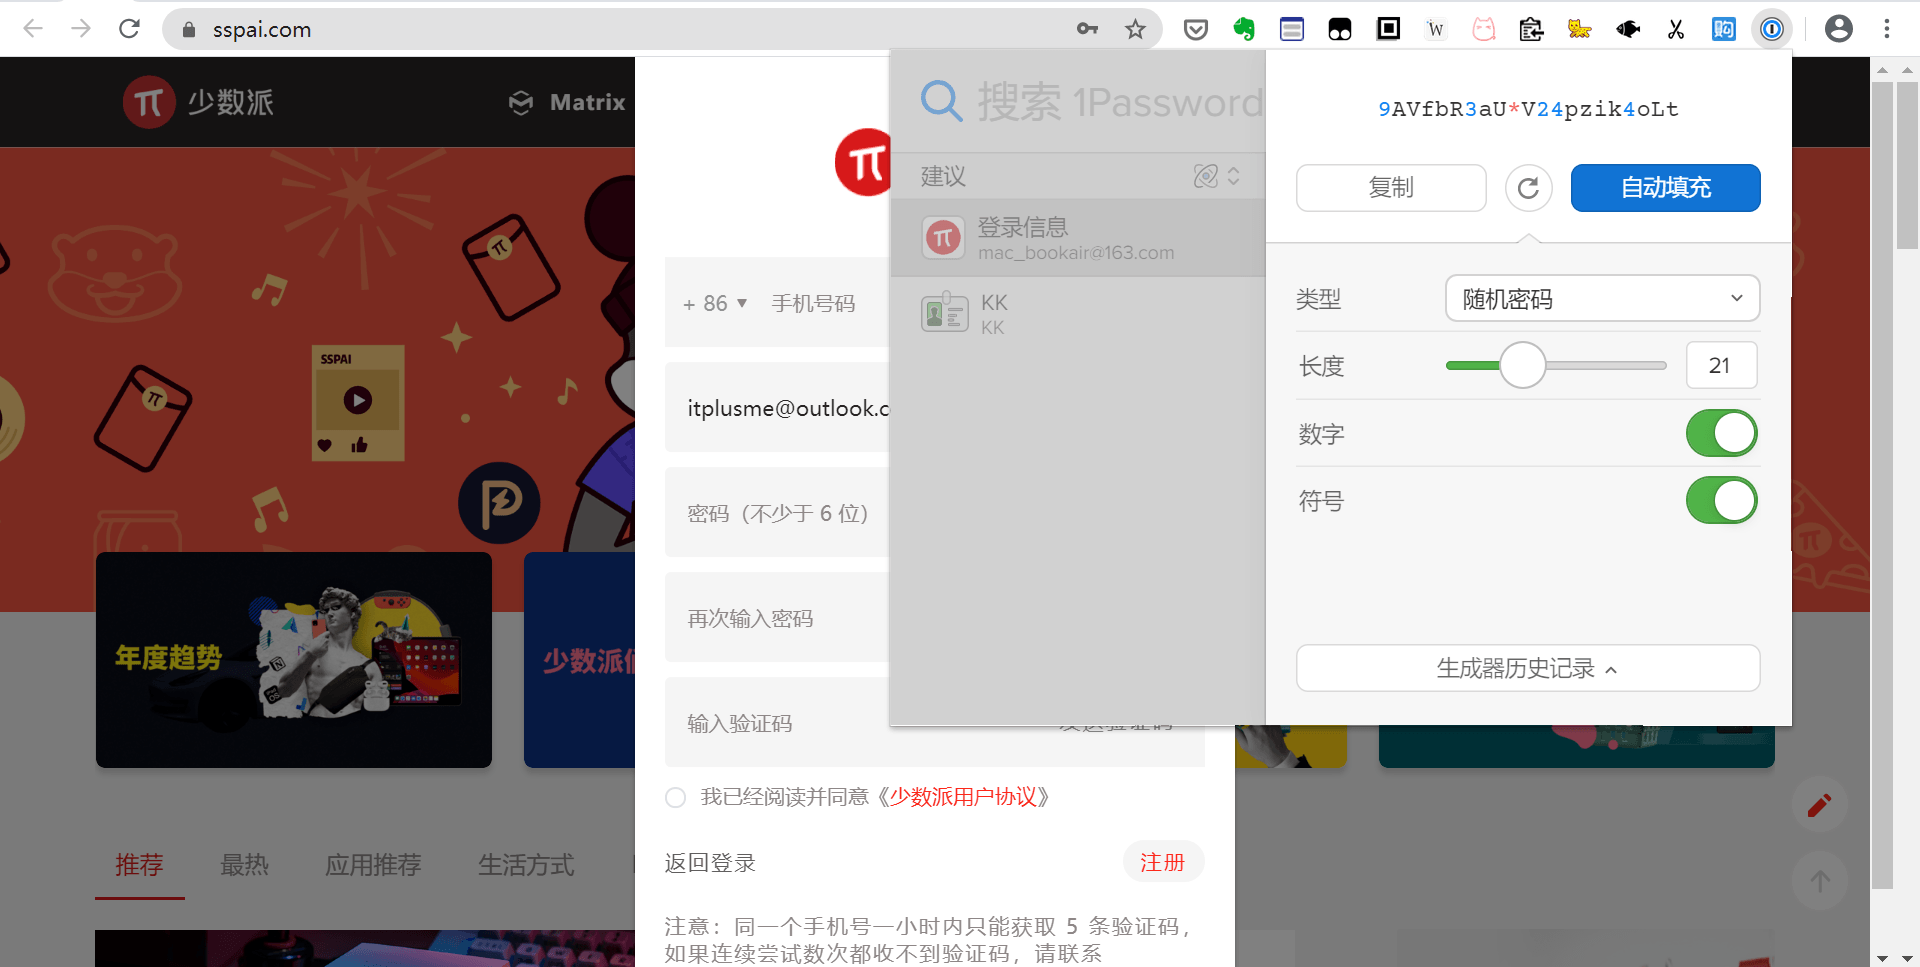 sspai.com
少数派
Matrix
搜索 1Password
9AVfbR3aU*V24pzik4oLt
建议
复制
自动填充
登录信息
mac_bookair@163.com
+ 86 ▼ 手机号码
KK
KK
类型
随机密码
SSPAI
长度
21
itplusme@outlook.c
数字
密码（不少于 6 位）
符号
再次输入密码
年度趋势
少数派
生成器历史记录
输入验证码
发送验证码
我已经阅读并同意《少数派用户协议》
推荐
最热
应用推荐
生活方式
返回登录
注册
注意：同一个手机号一小时内只能获取 5 条验证码，
如果连续尝试数次都收不到验证码，请联系